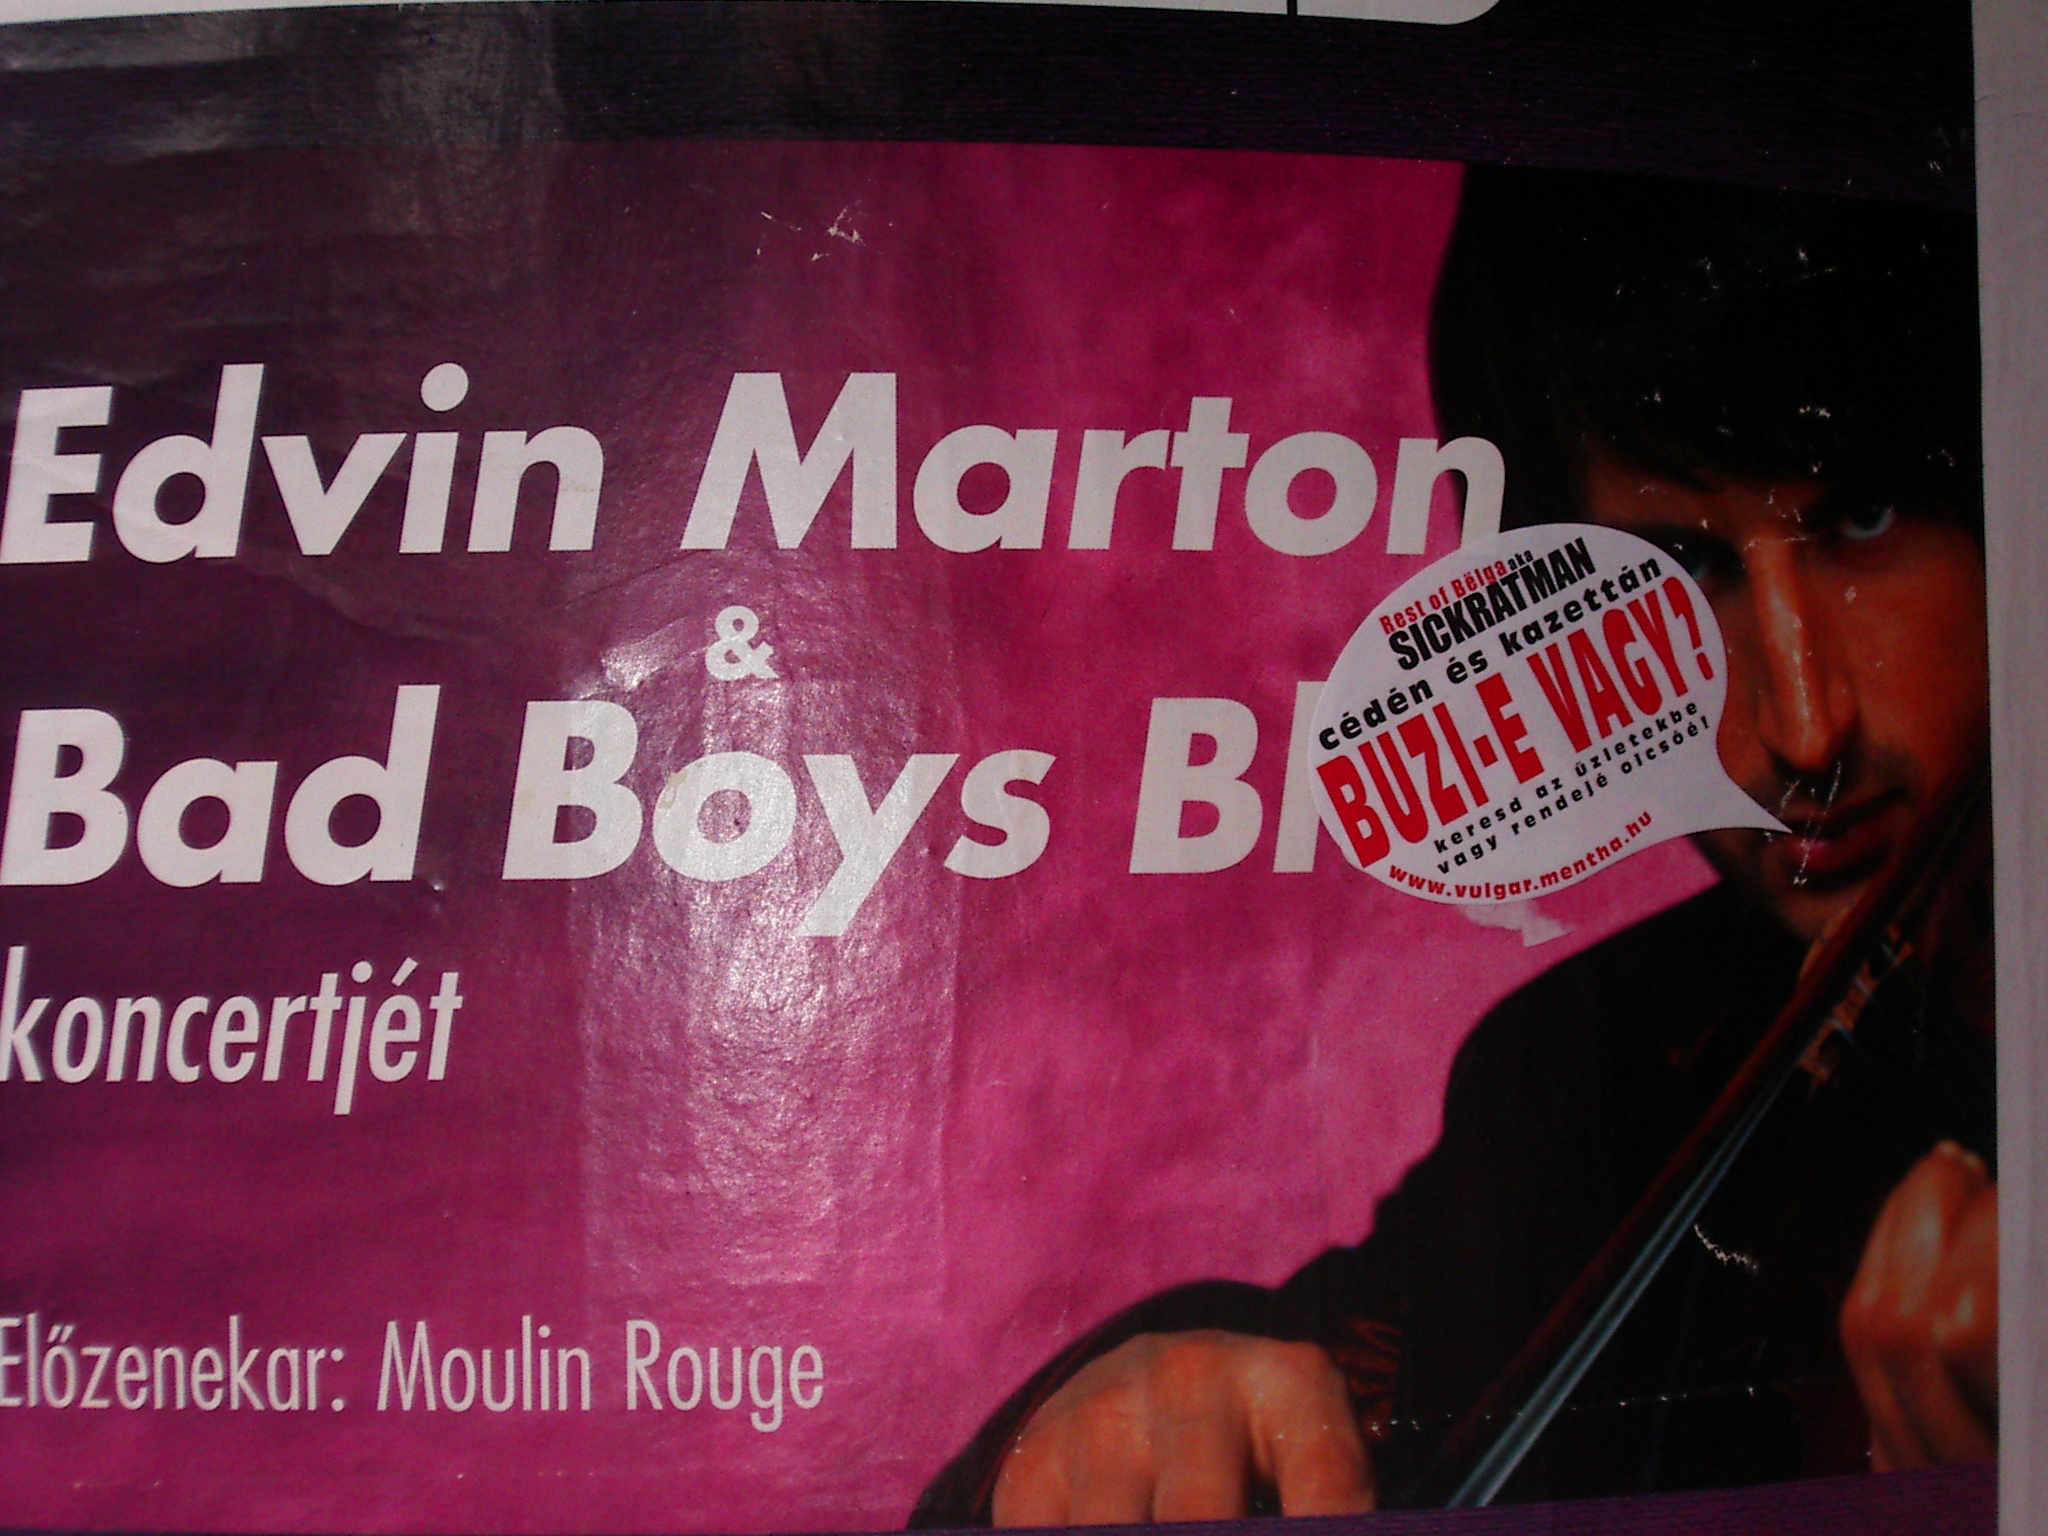 Edvin Marton
&
Bad Boys Bl
koncertjét
Előzenekar: Moulin Rouge
Rest of Bëlga aka
SICKRATMAN
cédén és kazettán
BUZI-E VAGY?
keresd az üzletekbe
vagy rendejé olcsóé!
www.vulgar.mentha.hu